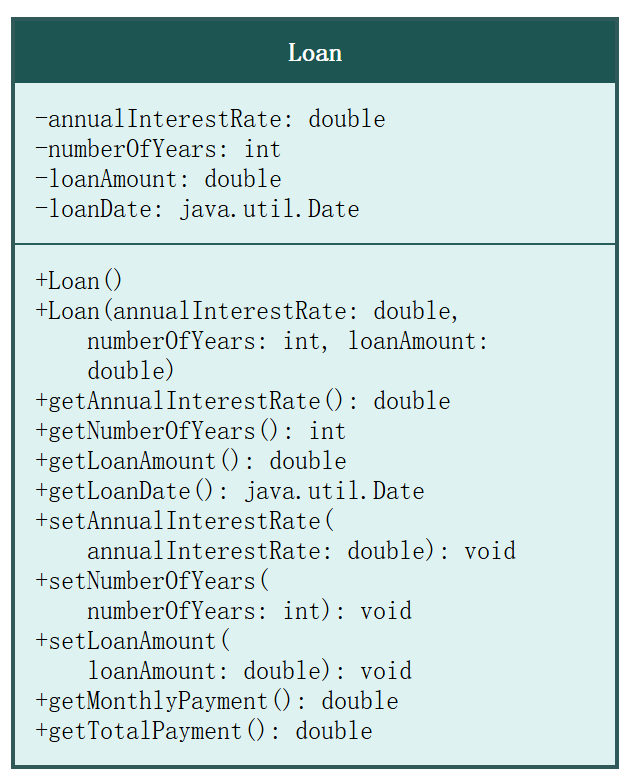 Loan
-annualInterestRate: double
-numberOfYears: int
-loanAmount: double
-loanDate: java.util.Date
+Loan()
+Loan(annualInterestRate: double,
numberOfYears: int, loanAmount:
double)
+getAnnualInterestRate(): double
+getNumberOfYears(): int
+getLoanAmount(): double
+getLoanDate(): java.util.Date
+setAnnualInterestRate(
annualInterestRate: double): void
+setNumberOfYears(
numberOfYears: int): void
+setLoanAmount(
loanAmount: double): void
+getMonthlyPayment(): double
+getTotalPayment(): double